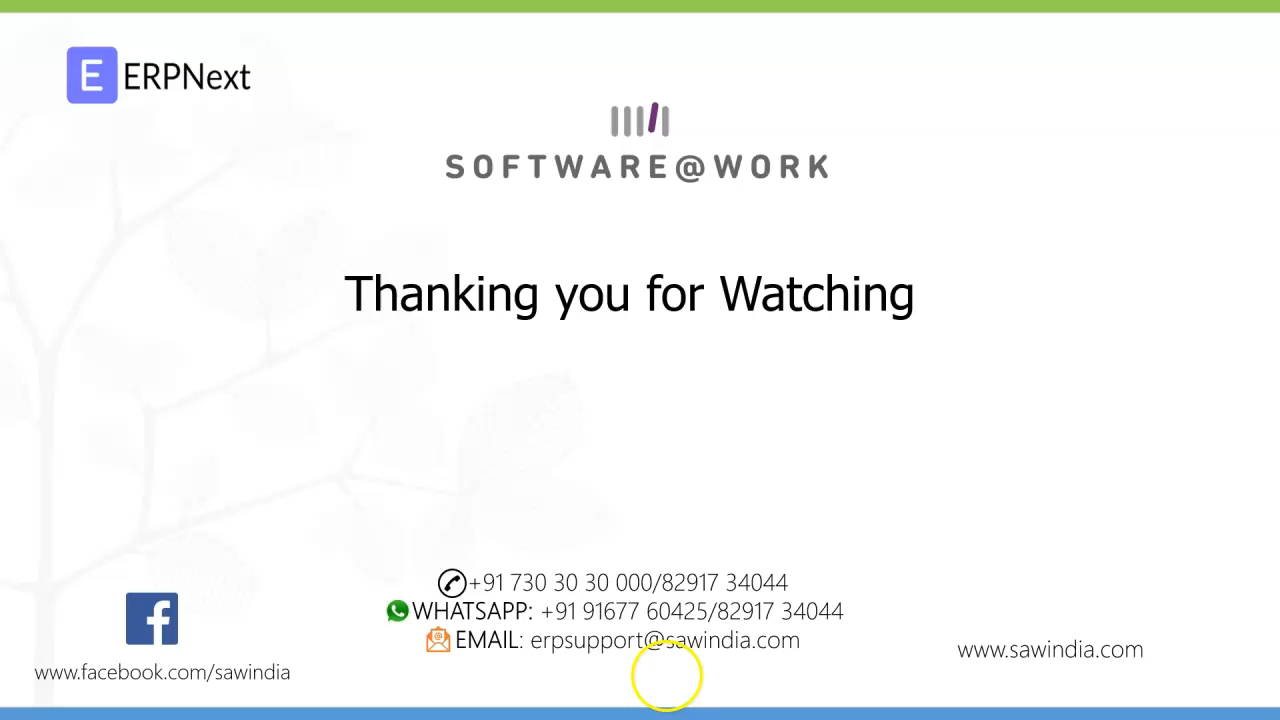 E ERPNext
SOFTWARE@WORK
Thanking you for Watching
+91 730 30 30 000/82917 34044
WHATSAPP: +91 91677 60425/82917 34044
EMAIL: erpsupport@sawindia.com
f
www.facebook.com/sawindia
www.sawindia.com